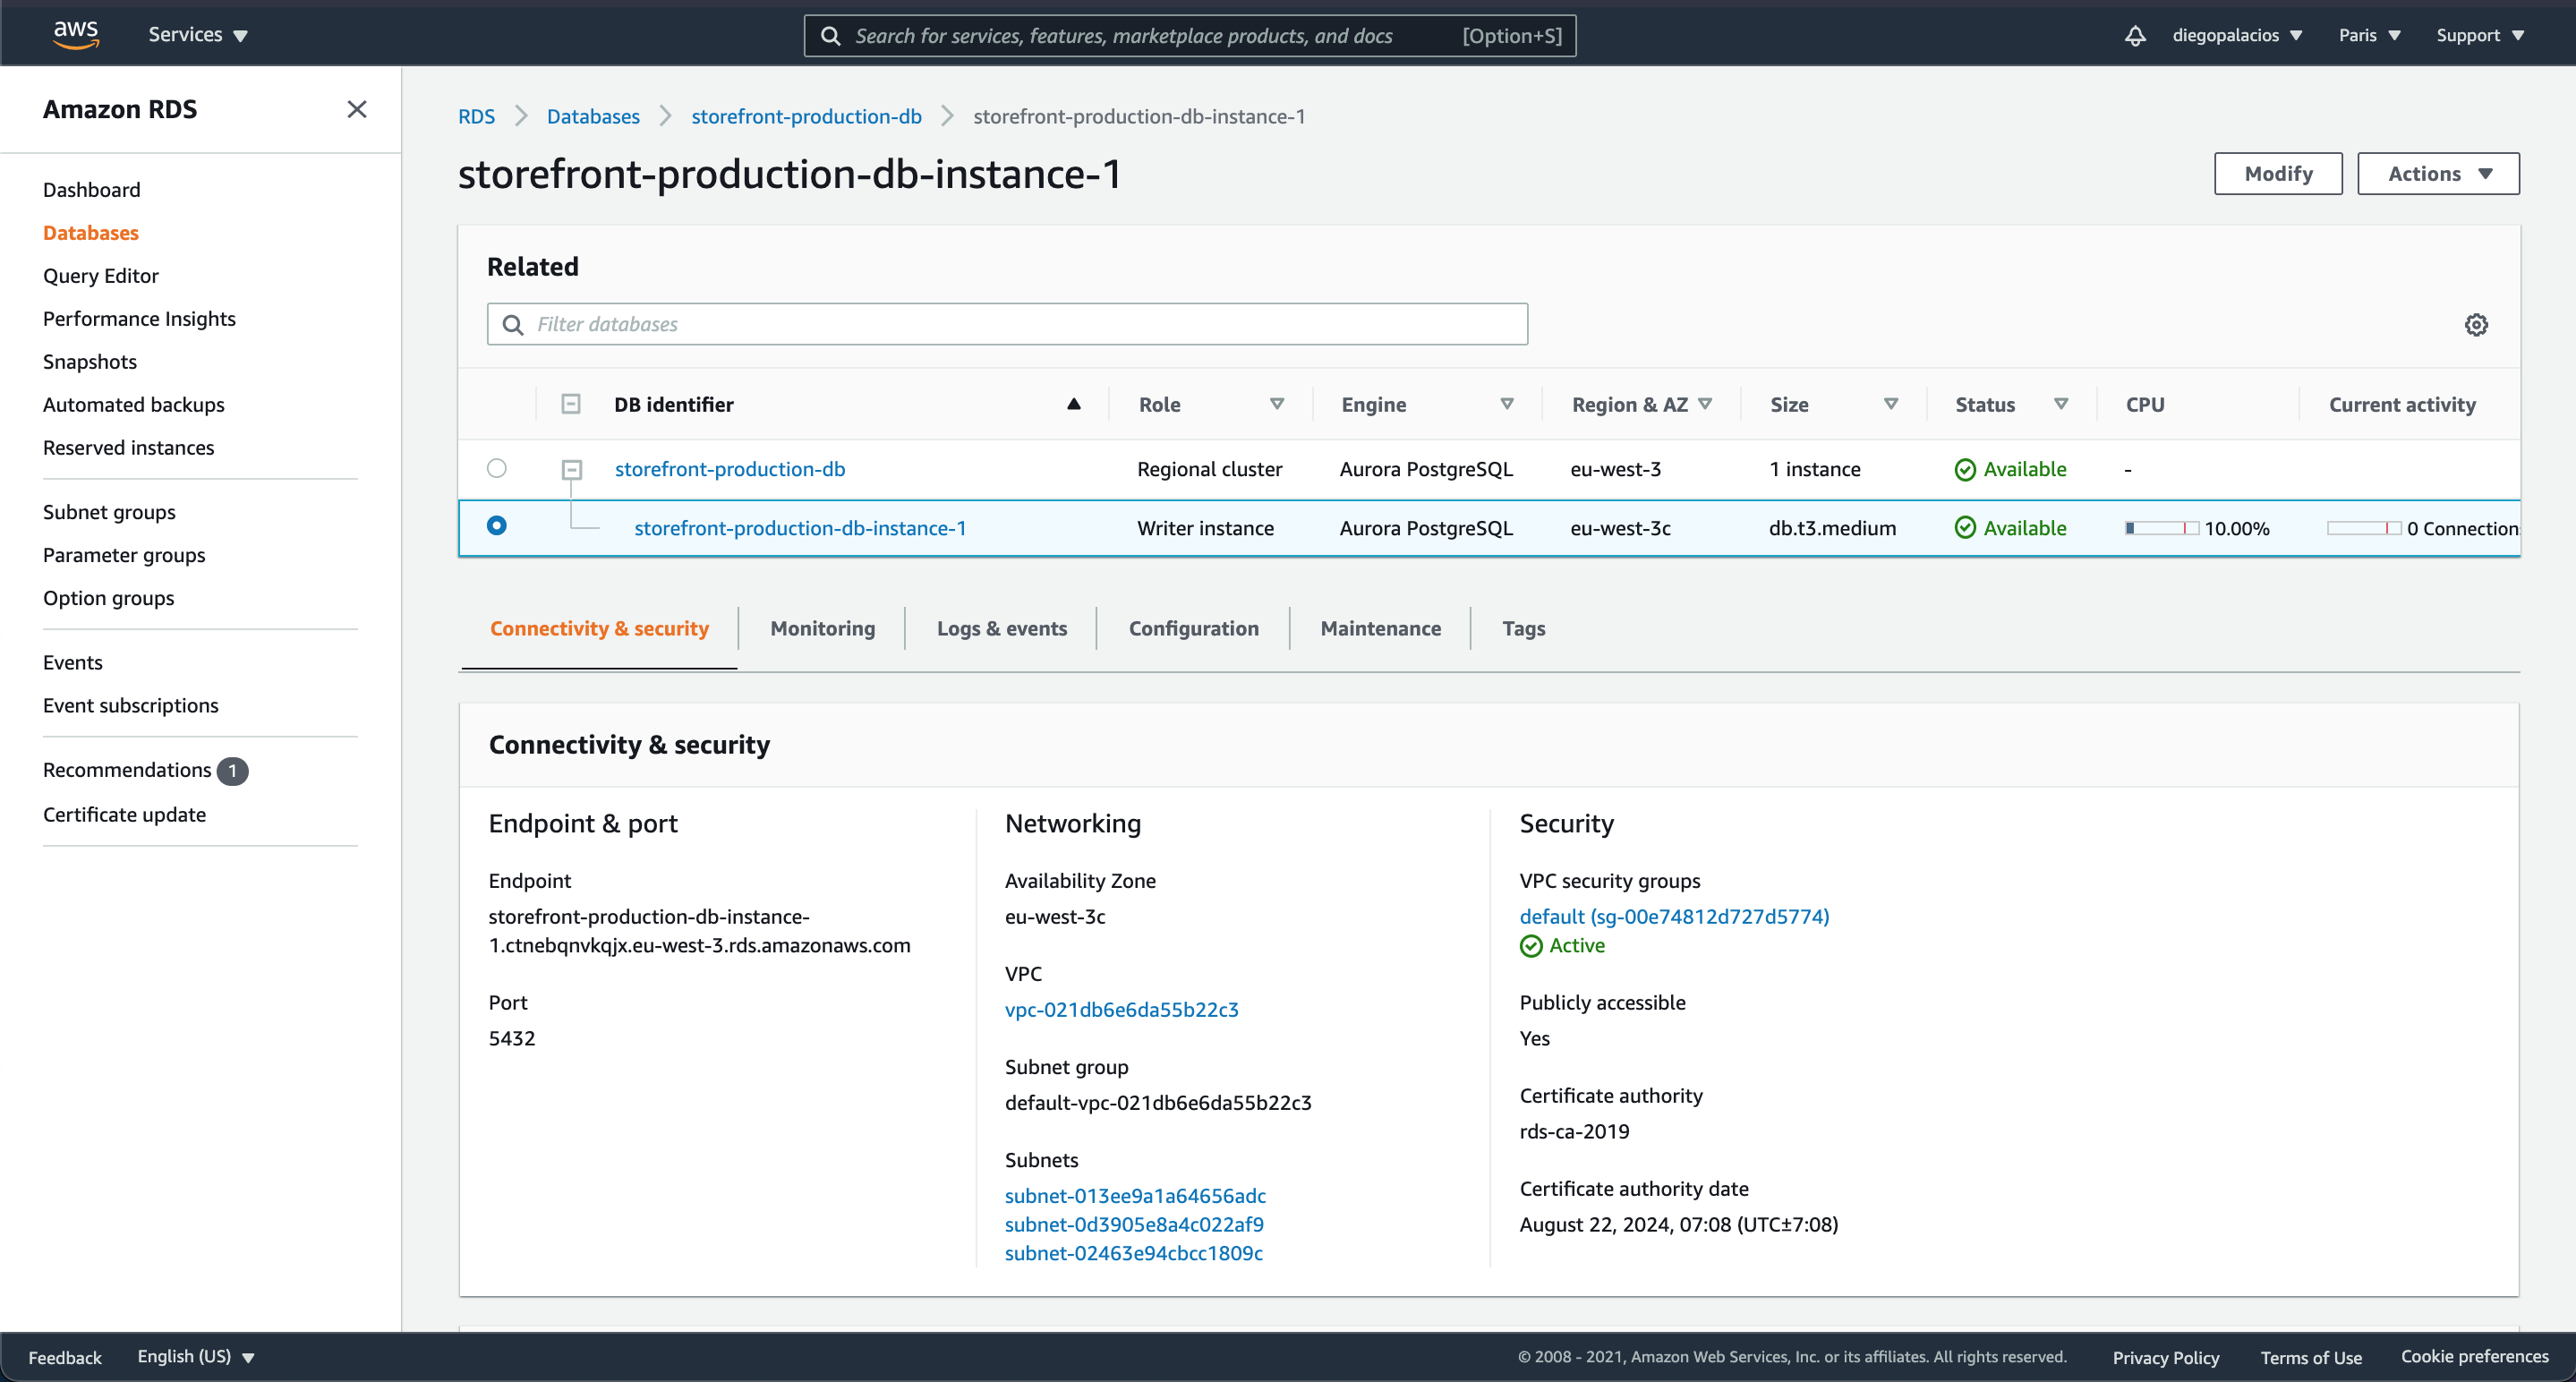 aws Services Search for services, features, marketplace products, and docs [Option+S] diegopalacios Paris Support
Amazon RDS
Dashboard
Databases
Query Editor
Performance Insights
Snapshots
Automated backups
Reserved instances
Subnet groups
Parameter groups
Option groups
Events
Event subscriptions
Recommendations 1
Certificate update
RDS Databases storefront-production-db storefront-production-db-instance-1
storefront-production-db-instance-1
Modify Actions
Related
Filter databases
DB identifier Role Engine Region & AZ Size Status CPU Current activity
storefront-production-db Regional cluster Aurora PostgreSQL eu-west-3 1 instance Available -
storefront-production-db-instance-1 Writer instance Aurora PostgreSQL eu-west-3c db.t3.medium Available 10.00% 0 Connection
Connectivity & security Monitoring Logs & events Configuration Maintenance Tags
Connectivity & security
Endpoint & port
Endpoint
storefront-production-db-instance-
1.ctnebqnvkqjx.eu-west-3.rds.amazonaws.com
Port
5432
Networking
Availability Zone
eu-west-3c
VPC
vpc-021db6e6da55b22c3
Subnet group
default-vpc-021db6e6da55b22c3
Subnets
subnet-013ee9a1a64656adc
subnet-0d3905e8a4c022af9
subnet-02463e94cbcc1809c
Security
VPC security groups
default (sg-00e74812d727d5774)
Active
Publicly accessible
Yes
Certificate authority
rds-ca-2019
Certificate authority date
August 22, 2024, 07:08 (UTC±7:08)
Feedback English (US) © 2008 - 2021, Amazon Web Services, Inc. or its affiliates. All rights reserved. Privacy Policy Terms of Use Cookie preferences